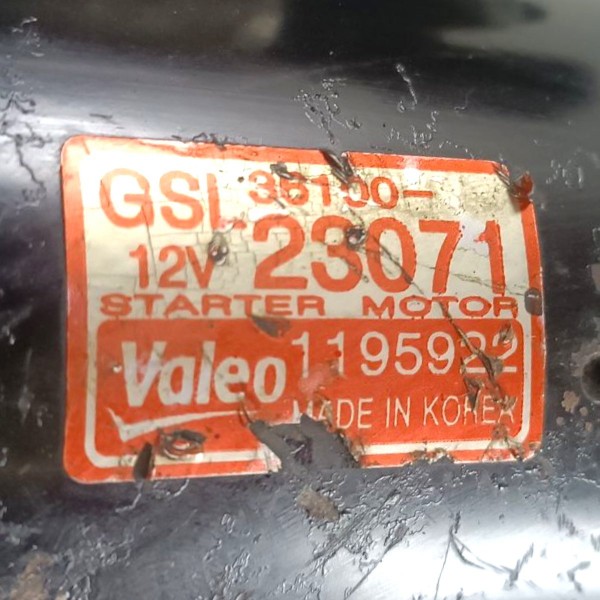 GSL 36100-
12V 23071
STARTER MOTOR
Valeo 1195922
MADE IN KOREA